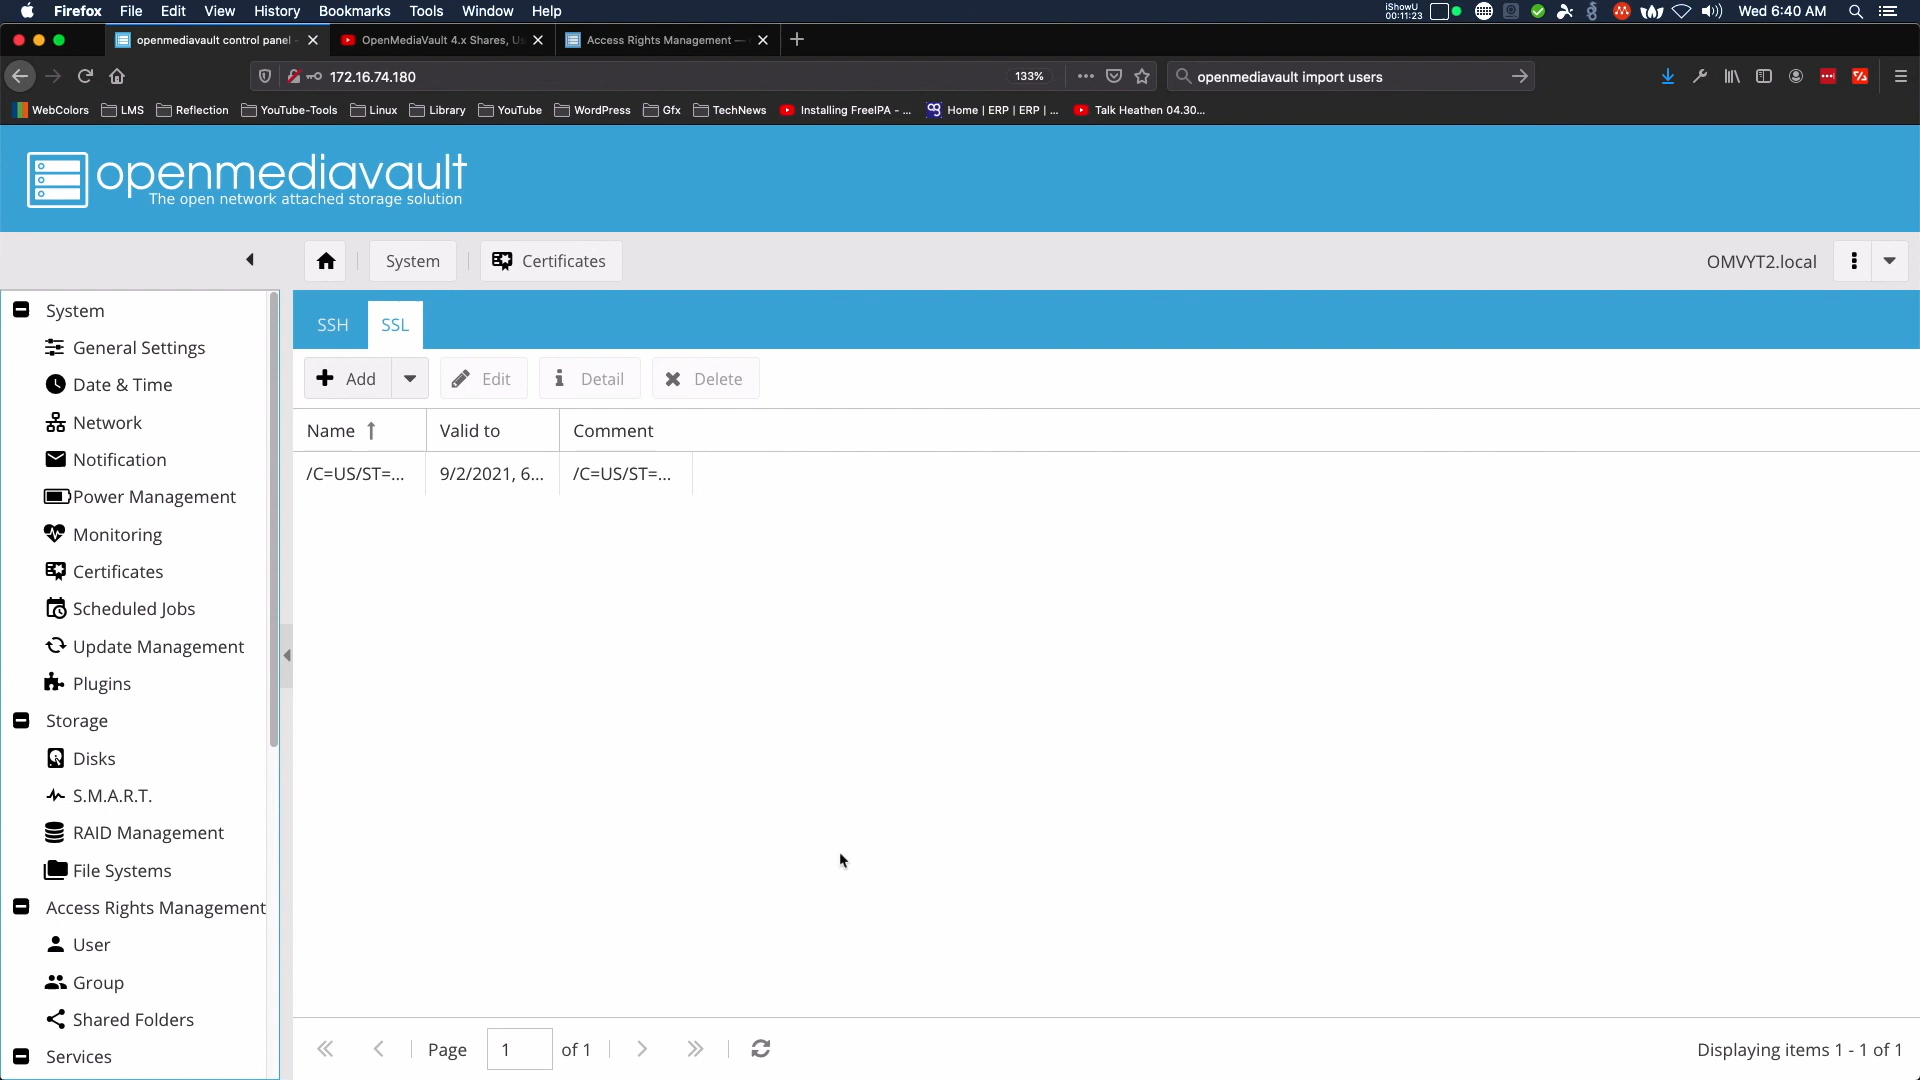 Firefox File Edit View History Bookmarks Tools Window Help
iShowU
00:11:23
Wed 6:40 AM
openmediavault control panel -
OpenMediaVault 4.x Shares, Us
Access Rights Management —
172.16.74.180
133%
openmediavault import users
WebColors LMS Reflection YouTube-Tools Linux Library YouTube WordPress Gfx TechNews Installing FreeIPA - ... Home | ERP | ERP | ... Talk Heathen 04.30...
openmediavault
The open network attached storage solution
System Certificates OMVYT2.local
System
General Settings
Date & Time
Network
Notification
Power Management
Monitoring
Certificates
Scheduled Jobs
Update Management
Plugins
Storage
Disks
S.M.A.R.T.
RAID Management
File Systems
Access Rights Management
User
Group
Shared Folders
Services
SSH SSL
Add Edit Detail Delete
Name Valid to Comment
/C=US/ST=... 9/2/2021, 6... /C=US/ST=...
Page 1 of 1
Displaying items 1 - 1 of 1